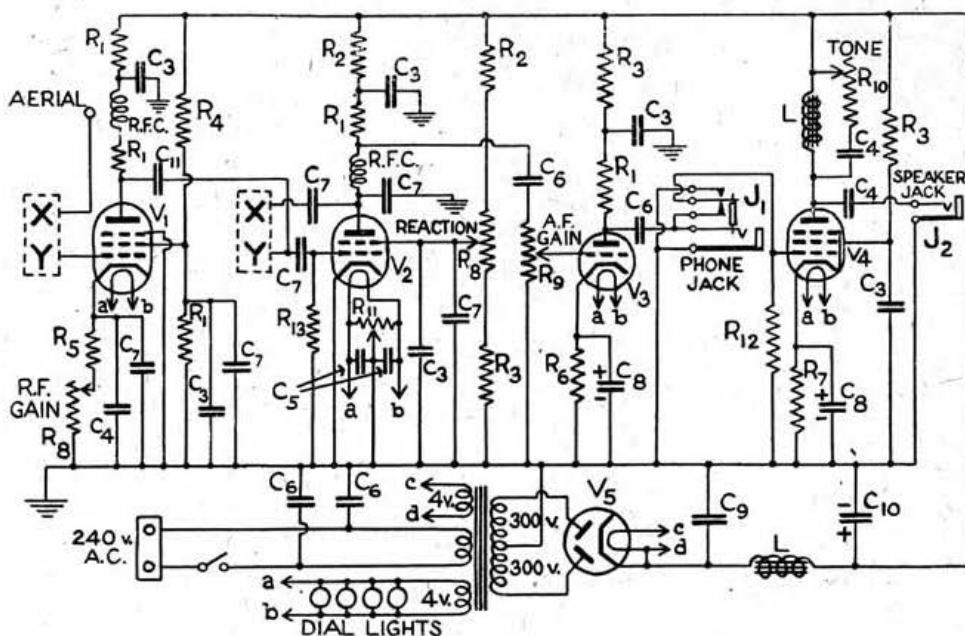 R1
C3
R2
C3
R2
R3
TONE
R10
AERIAL
R.F.C.
R4
R1
C3
L
R3
R1
C11
R.F.C.
C6
R1
C4
X
Y
V1
C7
C7
A.F. GAIN
C6
J1
C4
SPEAKER JACK
X
Y
REACTION
R8
R9
V3
PHONE JACK
V4
J2
a b
C7
V2
a b
a b
C3
R5
C7
R1
R13
R11
C7
R12
R.F. GAIN
C3
C7
C5
C3
R3
R6
+
-
C8
R7
+
-
C8
R8
C4
a b
C6
C6
c
4v.
d
V5
C9
-
C10
+
240 v. A.C.
300 v.
c
d
L
300 v.
a
b
4v.
DIAL LIGHTS